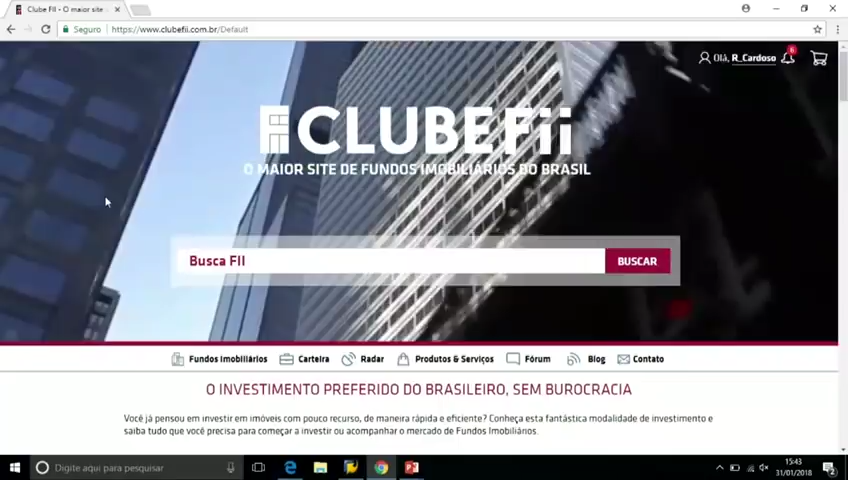 Clube FII - O maior site
Seguro
https://www.clubefii.com.br/Default
Olá, R_Cardoso
6
CLUBEFii
O MAIOR SITE DE FUNDOS IMOBILIÁRIOS DO BRASIL
Busca FII
BUSCAR
Fundos Imobiliários
Carteira
Radar
Produtos & Serviços
Fórum
Blog
Contato
O INVESTIMENTO PREFERIDO DO BRASILEIRO, SEM BUROCRACIA
Você já pensou em investir em imóveis com pouco recurso, de maneira rápida e eficiente? Conheça esta fantástica modalidade de investimento e
saiba tudo que você precisa para começar a investir ou acompanhar o mercado de Fundos Imobiliários.
Digite aqui para pesquisar
15:43
31/01/2018
2